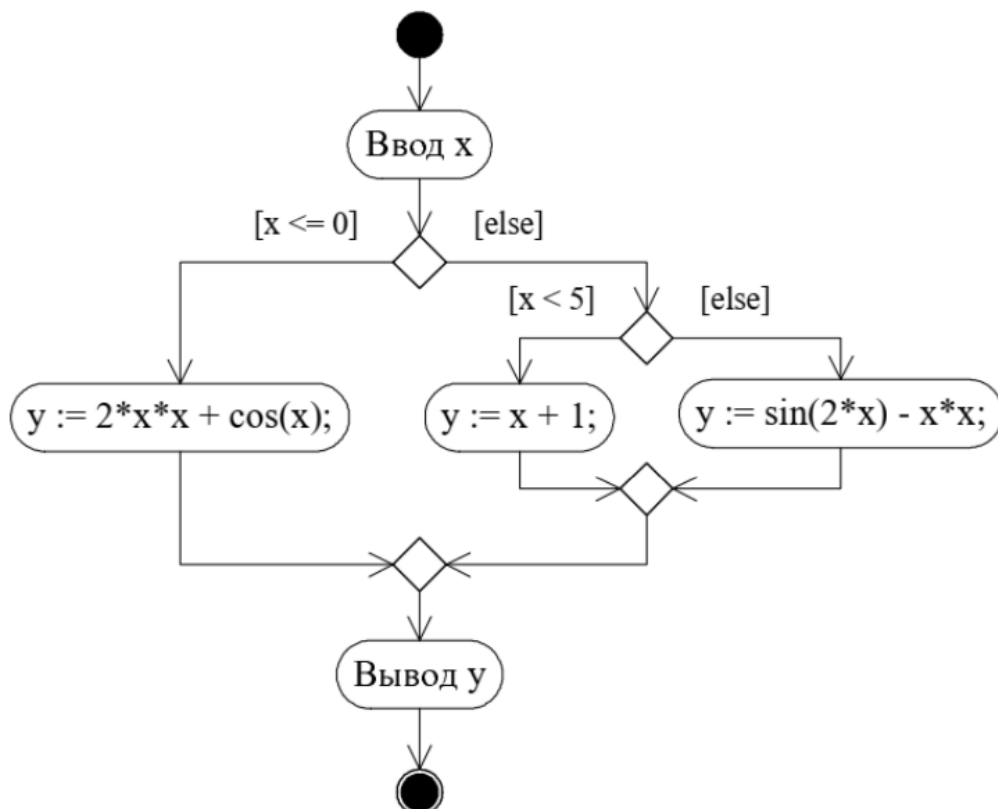 Ввод x
[x <= 0]
[else]
[x < 5]
[else]
y := 2*x*x + cos(x);
y := x + 1;
y := sin(2*x) - x*x;
Вывод y